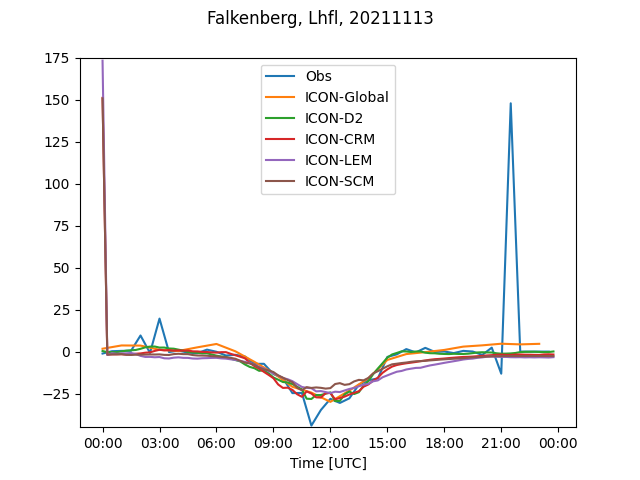 Falkenberg, Lhfl, 20211113
175
150
125
100
75
50
25
0
−25
Obs
ICON-Global
ICON-D2
ICON-CRM
ICON-LEM
ICON-SCM
00:00 03:00 06:00 09:00 12:00 15:00 18:00 21:00 00:00
Time [UTC]